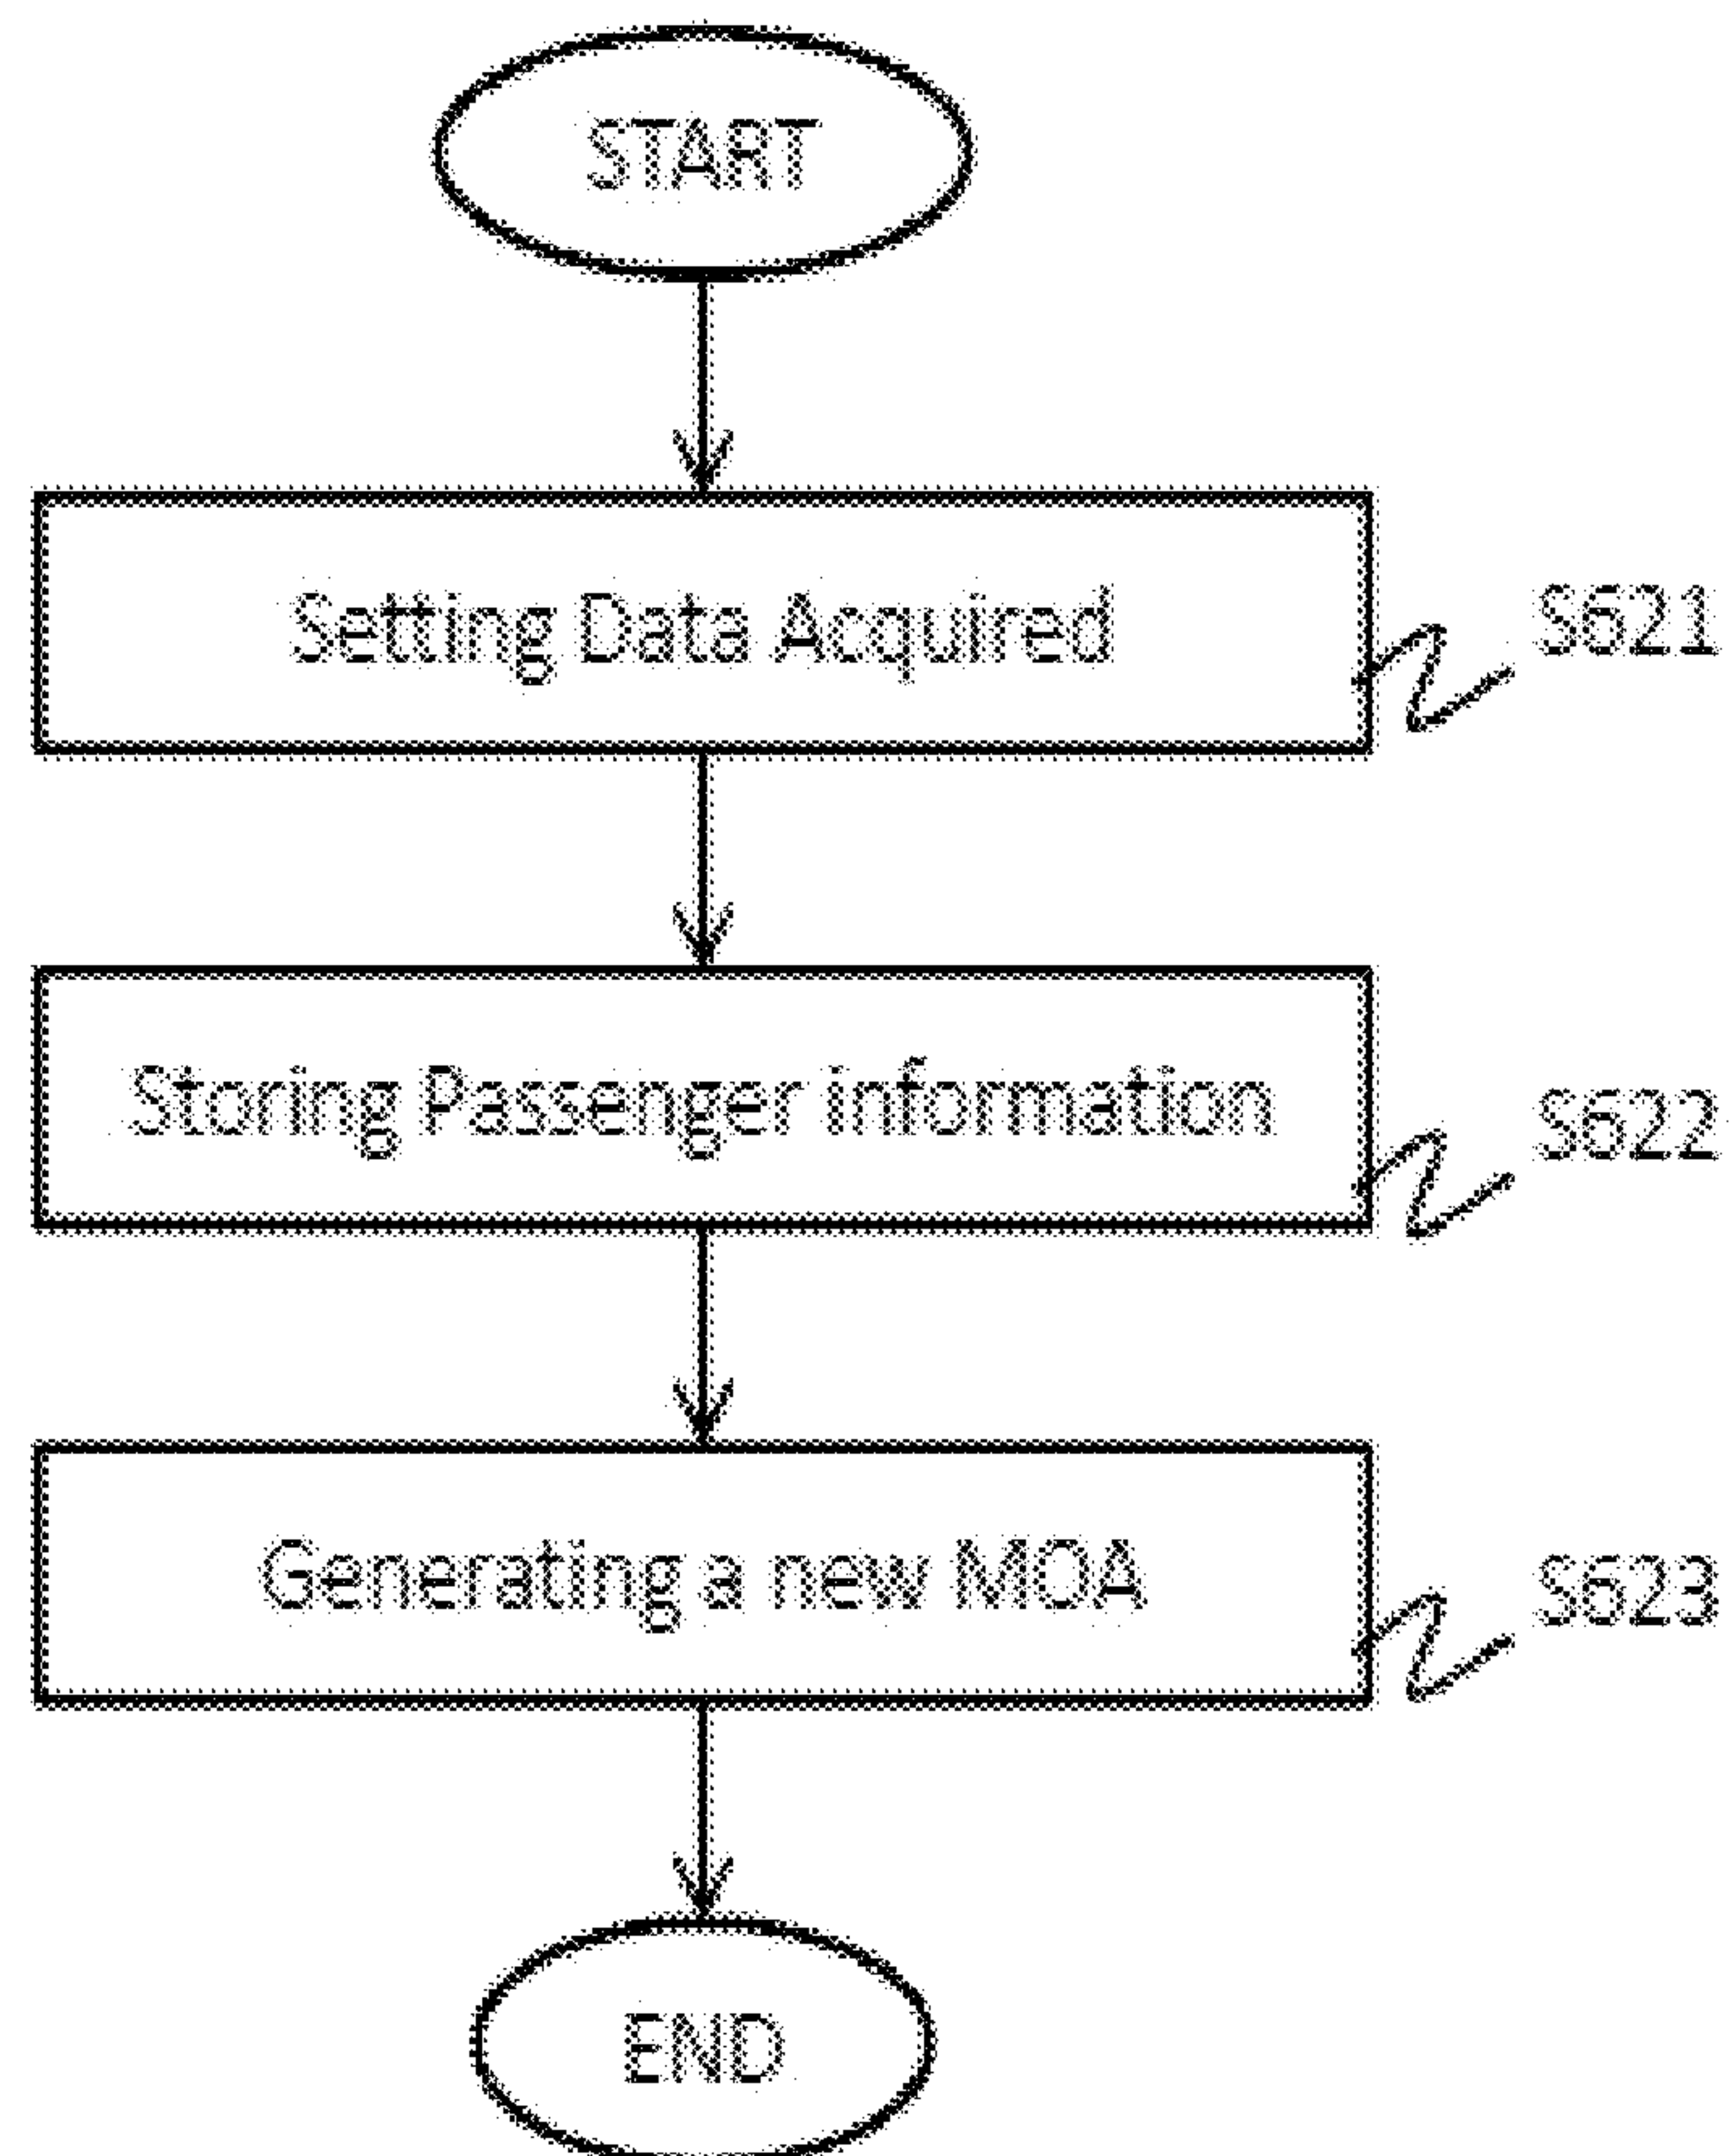 START
Setting Data Acquired
S621
Storing Passenger information
S622
Generating a new MOA
S623
END